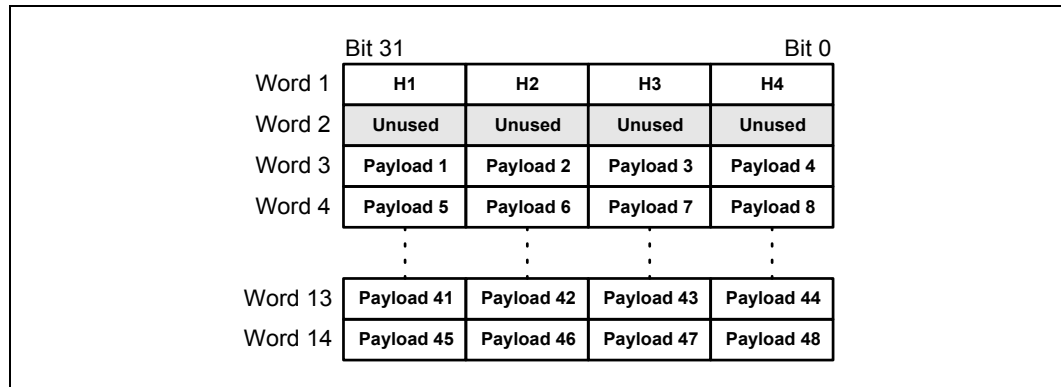 Bit 31 Bit 0
Word 1 H1 H2 H3 H4
Word 2 Unused Unused Unused Unused
Word 3 Payload 1 Payload 2 Payload 3 Payload 4
Word 4 Payload 5 Payload 6 Payload 7 Payload 8
Word 13 Payload 41 Payload 42 Payload 43 Payload 44
Word 14 Payload 45 Payload 46 Payload 47 Payload 48